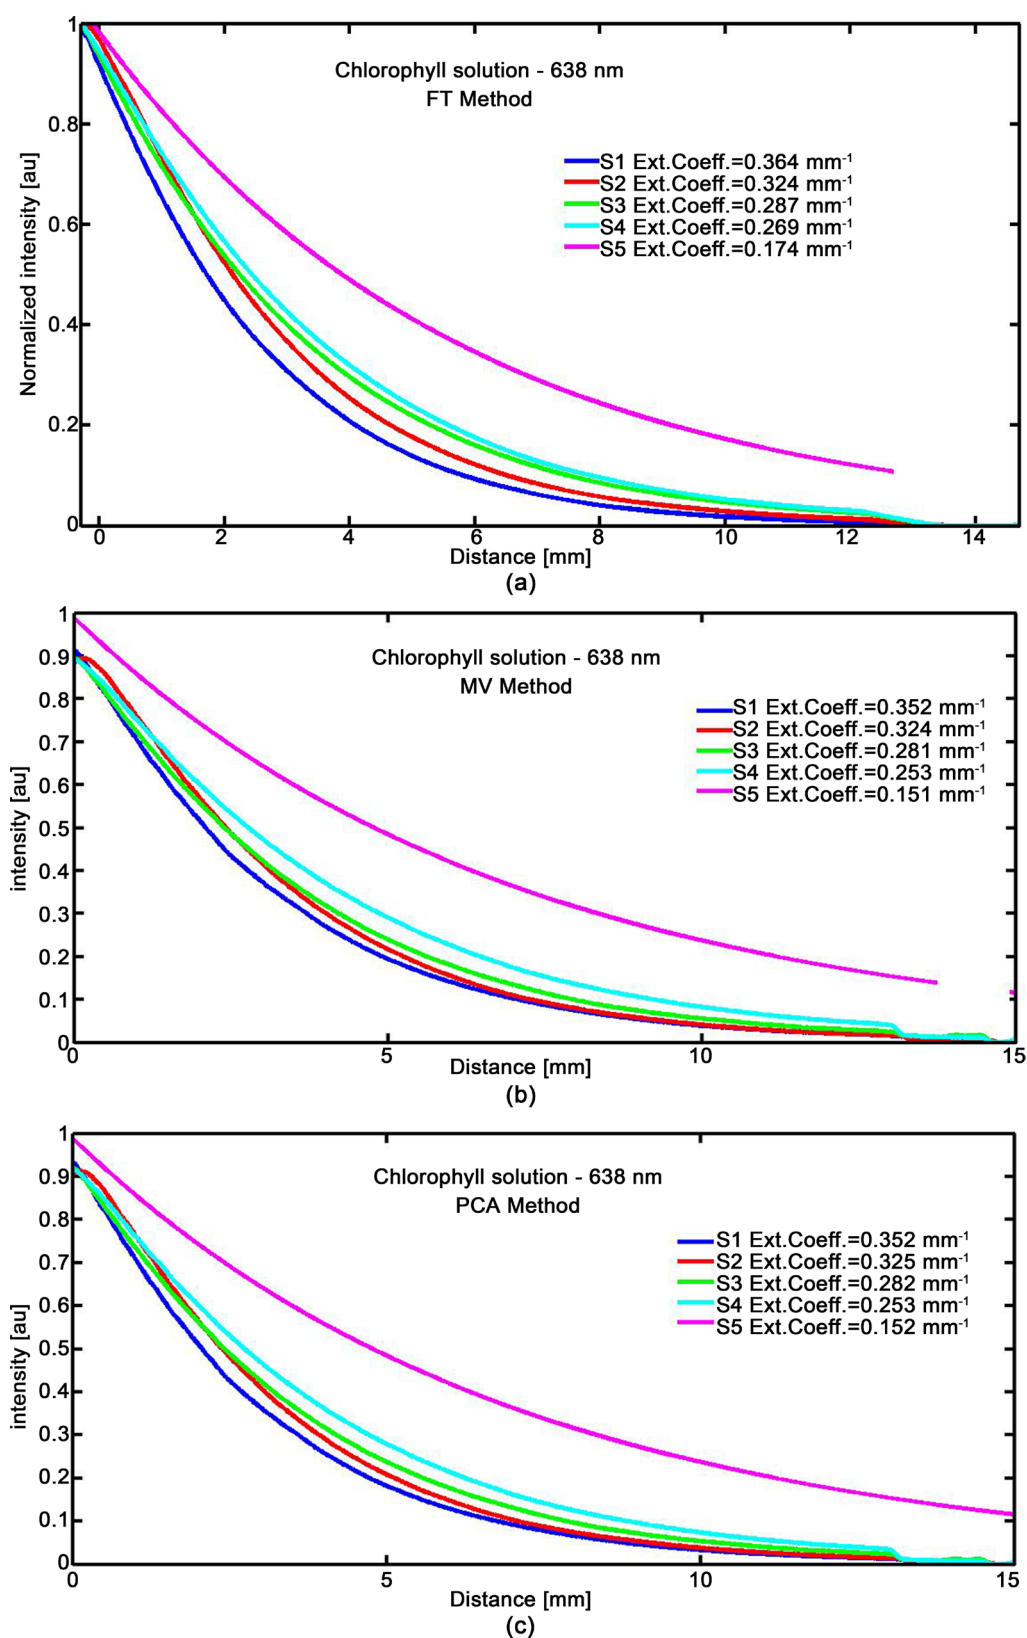 1
0.8
0.6
0.4
0.2
0
Normalized intensity [au]
Chlorophyll solution - 638 nm
FT Method
S1 Ext.Coeff.=0.364 mm-1
S2 Ext.Coeff.=0.324 mm-1
S3 Ext.Coeff.=0.287 mm-1
S4 Ext.Coeff.=0.269 mm-1
S5 Ext.Coeff.=0.174 mm-1
0 2 4 6 8 10 12 14
Distance [mm]
(a)
1
0.9
0.8
0.7
0.6
0.5
0.4
0.3
0.2
0.1
0
intensity [au]
Chlorophyll solution - 638 nm
MV Method
S1 Ext.Coeff.=0.352 mm-1
S2 Ext.Coeff.=0.324 mm-1
S3 Ext.Coeff.=0.281 mm-1
S4 Ext.Coeff.=0.253 mm-1
S5 Ext.Coeff.=0.151 mm-1
0 5 10 15
Distance [mm]
(b)
1
0.9
0.8
0.7
0.6
0.5
0.4
0.3
0.2
0.1
0
intensity [au]
Chlorophyll solution - 638 nm
PCA Method
S1 Ext.Coeff.=0.352 mm-1
S2 Ext.Coeff.=0.325 mm-1
S3 Ext.Coeff.=0.282 mm-1
S4 Ext.Coeff.=0.253 mm-1
S5 Ext.Coeff.=0.152 mm-1
0 5 10 15
Distance [mm]
(c)